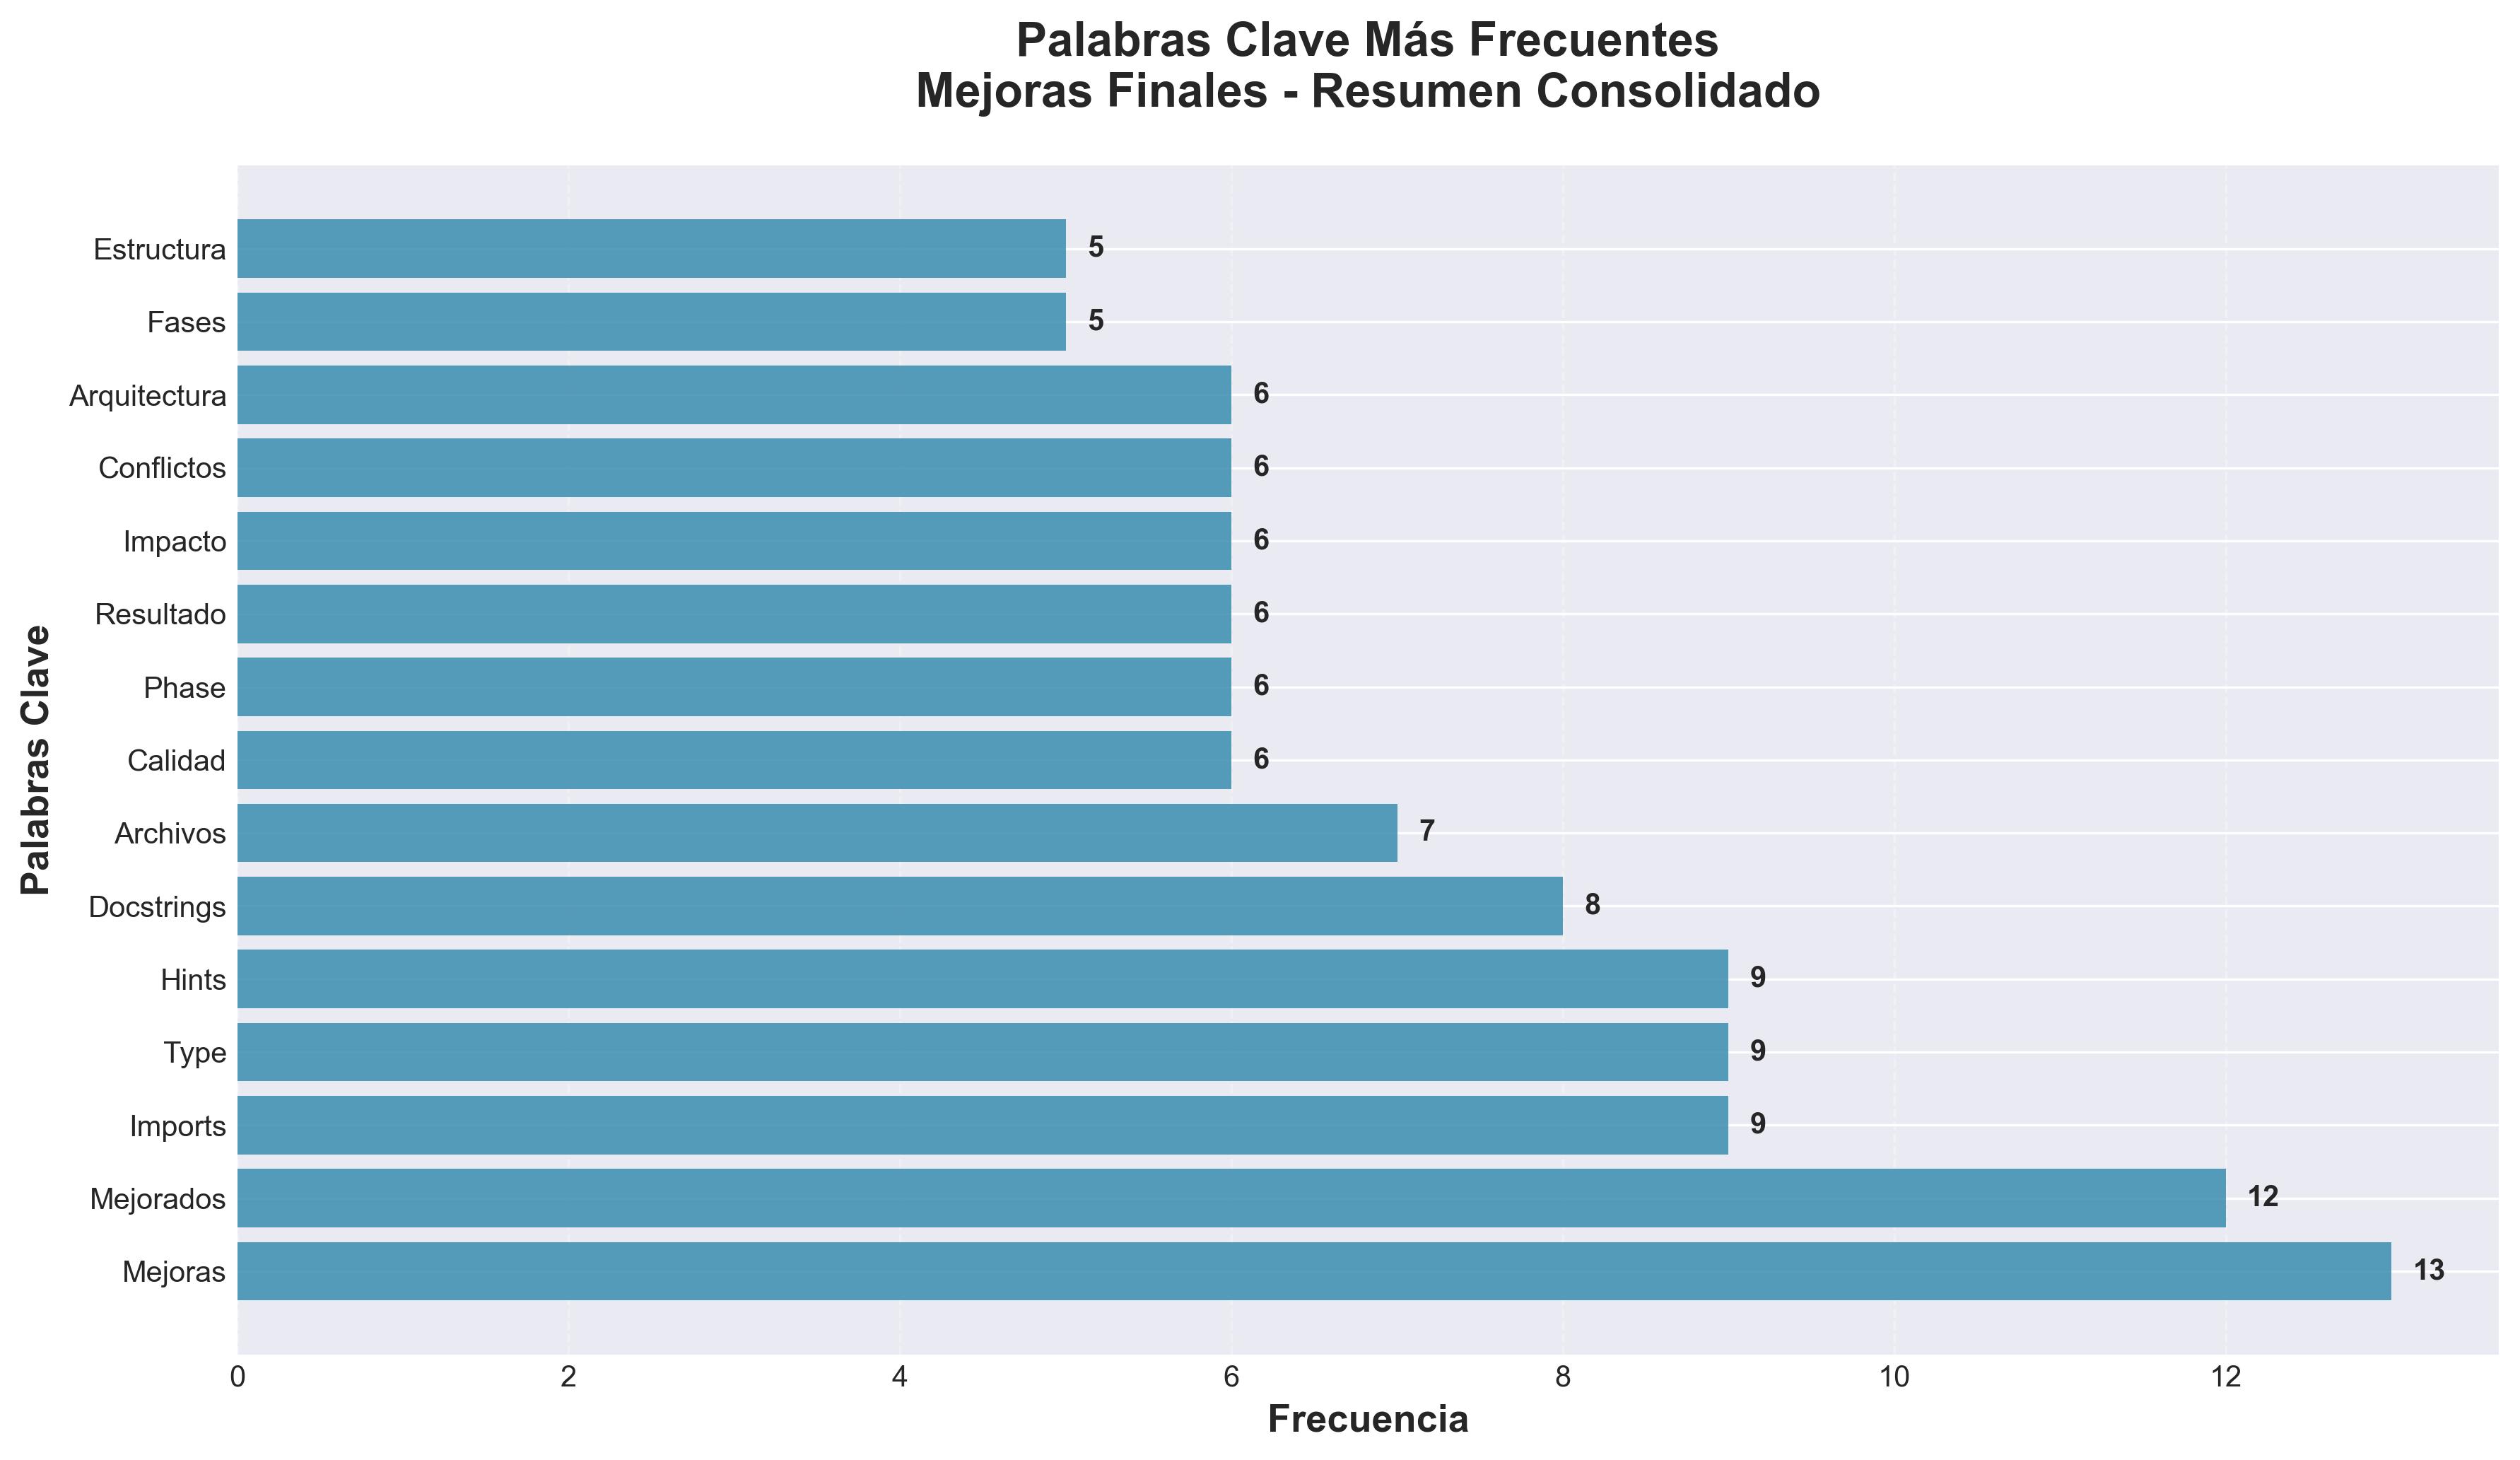 Palabras Clave Más Frecuentes
Mejoras Finales - Resumen Consolidado
Palabras Clave
Estructura 5
Fases 5
Arquitectura 6
Conflictos 6
Impacto 6
Resultado 6
Phase 6
Calidad 6
Archivos 7
Docstrings 8
Hints 9
Type 9
Imports 9
Mejorados 12
Mejoras 13
0 2 4 6 8 10 12
Frecuencia